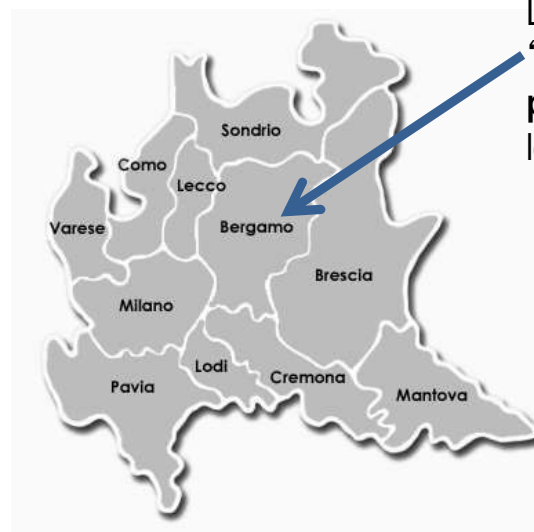 Sondrio
Como
Lecco
Varese
Bergamo
Brescia
Milano
Lodi
Cremona
Pavia
Mantova